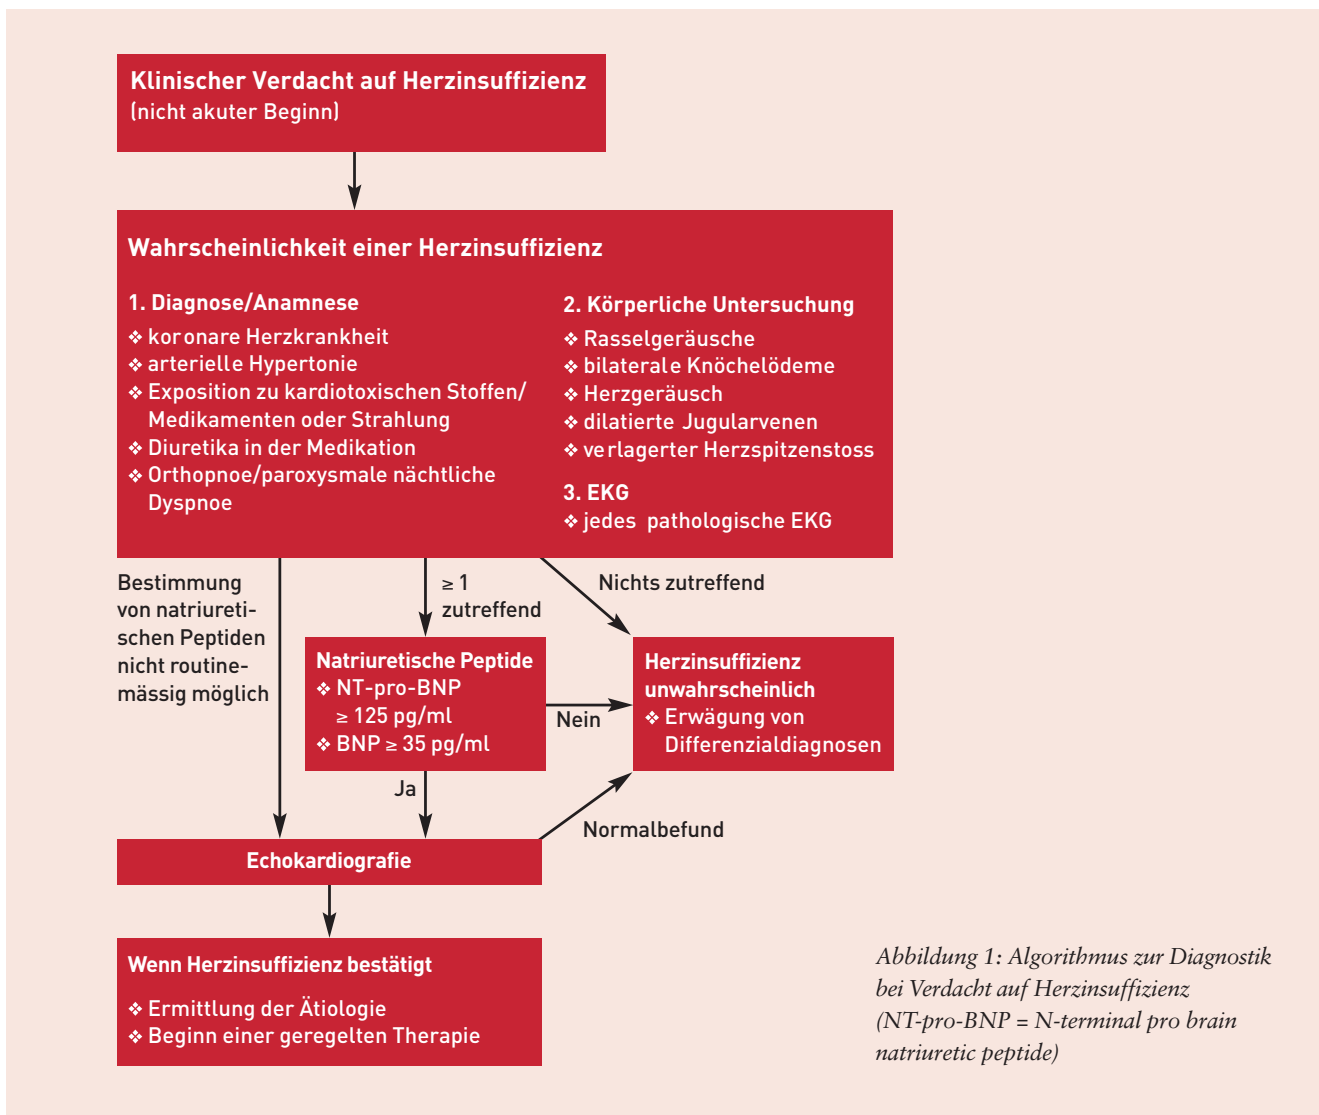 Klinischer Verdacht auf Herzinsuffizienz
(nicht akuter Beginn)
Wahrscheinlichkeit einer Herzinsuffizienz
1. Diagnose/Anamnese
❖ koronare Herzkrankheit
❖ arterielle Hypertonie
❖ Exposition zu kardiotoxischen Stoffen/
Medikamenten oder Strahlung
❖ Diuretika in der Medikation
❖ Orthopnoe/paroxysmale nächtliche
Dyspnoe
2. Körperliche Untersuchung
❖ Rasselgeräusche
❖ bilaterale Knöchelödeme
❖ Herzgeräusch
❖ dilatierte Jugularvenen
❖ verlagerter Herzspitzenstoss
3. EKG
❖ jedes pathologische EKG
Bestimmung
von natriureti-
schen Peptiden
nicht routine-
mässig möglich
≥ 1
zutreffend
Nichts zutreffend
Natriuretische Peptide
❖ NT-pro-BNP
≥ 125 pg/ml
❖ BNP ≥ 35 pg/ml
Nein
Herzinsuffizienz
unwahrscheinlich
❖ Erwägung von
Differenzialdiagnosen
Ja
Normalbefund
Echokardiografie
Wenn Herzinsuffizienz bestätigt
❖ Ermittlung der Ätiologie
❖ Beginn einer geregelten Therapie
Abbildung 1: Algorithmus zur Diagnostik
bei Verdacht auf Herzinsuffizienz
(NT-pro-BNP = N-terminal pro brain
natriuretic peptide)